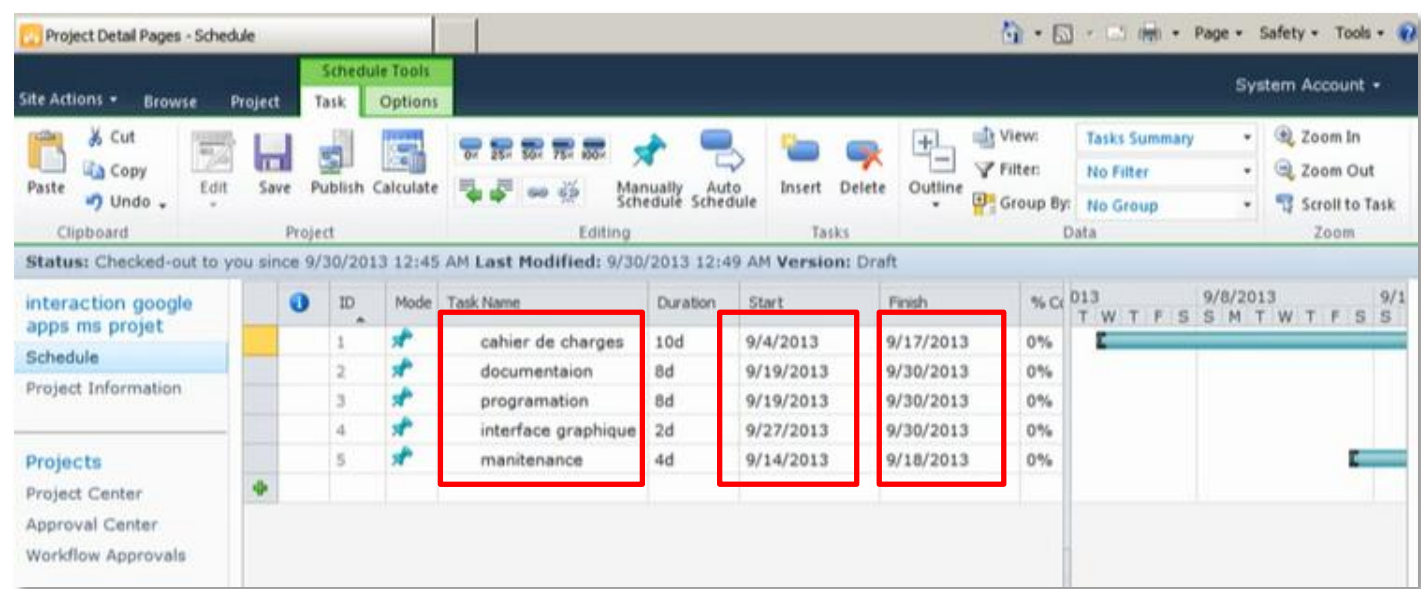 Project Detail Pages - Schedule
Page Safety Tools
Schedule Tools
Site Actions Browse Project Task Options System Account
Cut
Copy
Undo
Paste
Clipboard
Edit Save Publish Calculate
Project
0% 25% 50% 75% 100%
Manually Schedule Auto Schedule
Editing
Insert Delete
Tasks
Outline
View: Tasks Summary
Filter: No Filter
Group By: No Group
Data
Zoom In
Zoom Out
Scroll to Task
Zoom
Status: Checked-out to you since 9/30/2013 12:45 AM Last Modified: 9/30/2013 12:49 AM Version: Draft
interaction google
apps ms projet
Schedule
Project Information
Projects
Project Center
Approval Center
Workflow Approvals
ID Mode Task Name Duration Start Finish
1 cahier de charges 10d 9/4/2013 9/17/2013 0%
2 documentaion 8d 9/19/2013 9/30/2013 0%
3 programation 8d 9/19/2013 9/30/2013 0%
4 interface graphique 2d 9/27/2013 9/30/2013 0%
5 manitenance 4d 9/14/2013 9/18/2013 0%
013 9/8/2013 9/1
T W T F S S M T W T F S S